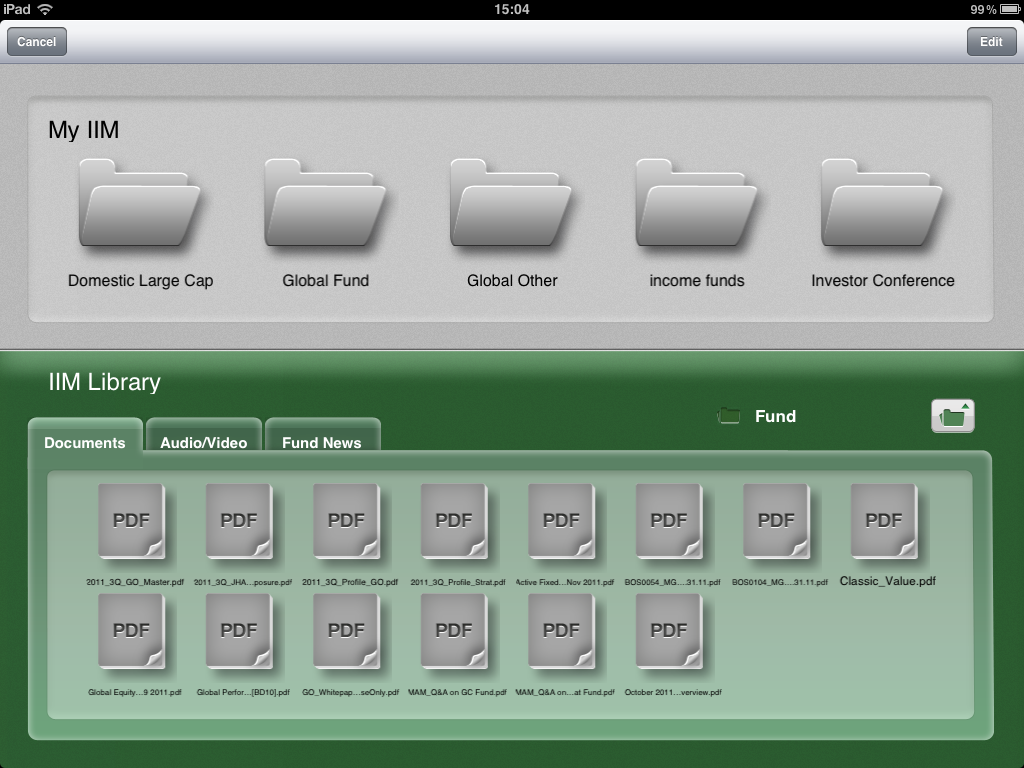 iPad 15:04 99%
Cancel Edit
My IIM
Domestic Large Cap Global Fund Global Other income funds Investor Conference
IIM Library
Fund
Documents Audio/Video Fund News
PDF PDF PDF PDF PDF PDF PDF PDF
2011_3Q_GO_Master.pdf 2011_3Q_JHA...posure.pdf 2011_3Q_Profile_GO.pdf 2011_3Q_Profile_Strat.pdf Active Fixed...Nov 2011.pdf BOS0054_MG....31.11.pdf BOS0104_MG....31.11.pdf Classic_Value.pdf
PDF PDF PDF PDF PDF PDF
Global Equity...9 2011.pdf Global Perfor...[BD10].pdf GO_Whitepap...seOnly.pdf MAM_Q&A on GC Fund.pdf MAM_Q&A on...at Fund.pdf October 2011...verview.pdf